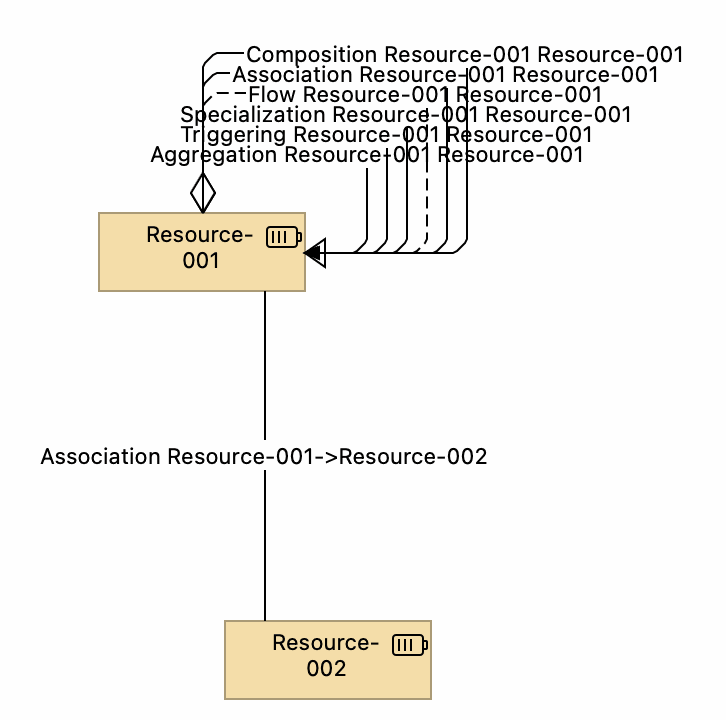 Composition Resource-001 Resource-001
Association Resource-001 Resource-001
Flow Resource-001 Resource-001
Specialization Resource-001 Resource-001
Triggering Resource-001 Resource-001
Aggregation Resource-001 Resource-001
Resource-
001
Association Resource-001->Resource-002
Resource-
002